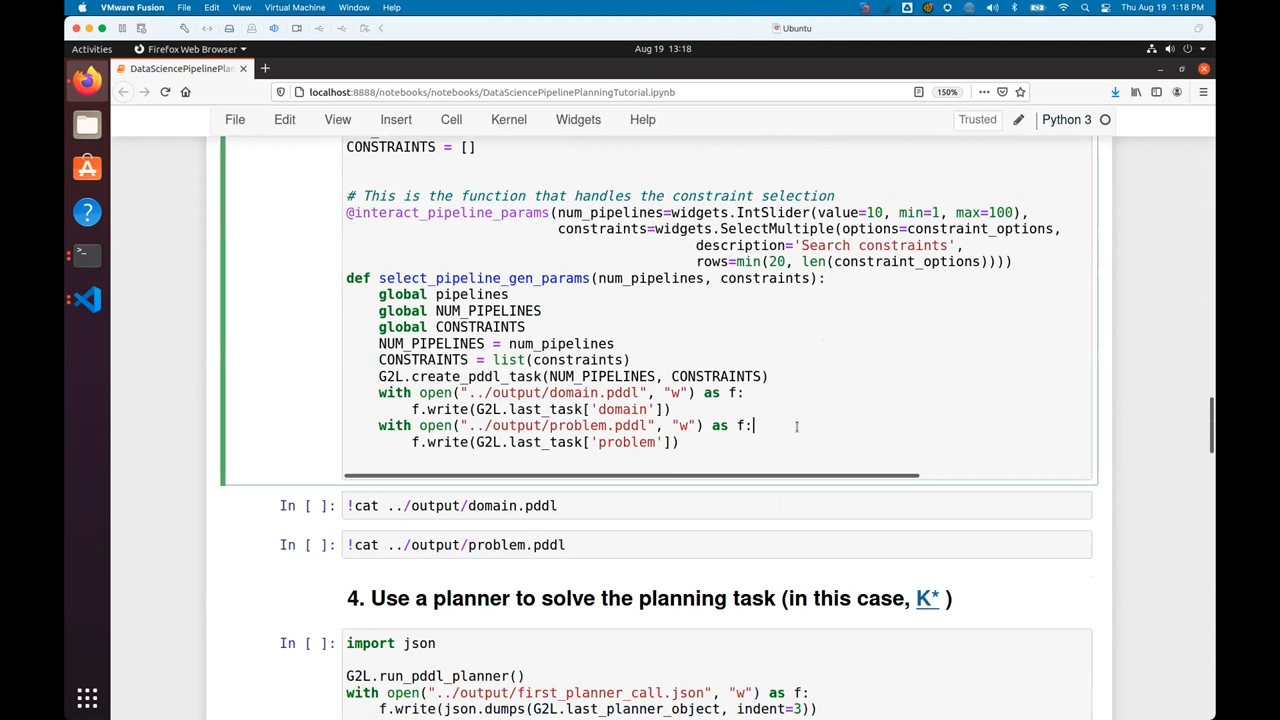 VMware Fusion File Edit View Virtual Machine Window Help Thu Aug 19 1:18 PM
Ubuntu
Activities Firefox Web Browser Aug 19 13:18
DataSciencePipelinePlan
localhost:8888/notebooks/notebooks/DataSciencePipelinePlanningTutorial.ipynb 150%
File Edit View Insert Cell Kernel Widgets Help Trusted Python 3
CONSTRAINTS = []
# This is the function that handles the constraint selection
@interact_pipeline_params(num_pipelines=widgets.IntSlider(value=10, min=1, max=100),
constraints=widgets.SelectMultiple(options=constraint_options,
description='Search constraints',
rows=min(20, len(constraint_options))))
def select_pipeline_gen_params(num_pipelines, constraints):
global pipelines
global NUM_PIPELINES
global CONSTRAINTS
NUM_PIPELINES = num_pipelines
CONSTRAINTS = list(constraints)
G2L.create_pddl_task(NUM_PIPELINES, CONSTRAINTS)
with open("../output/domain.pddl", "w") as f:
f.write(G2L.last_task['domain'])
with open("../output/problem.pddl", "w") as f:
f.write(G2L.last_task['problem'])
In [ ]: !cat ../output/domain.pddl
In [ ]: !cat ../output/problem.pddl
4. Use a planner to solve the planning task (in this case, K* )
In [ ]: import json
G2L.run_pddl_planner()
with open("../output/first_planner_call.json", "w") as f:
f.write(json.dumps(G2L.last_planner_object, indent=3))